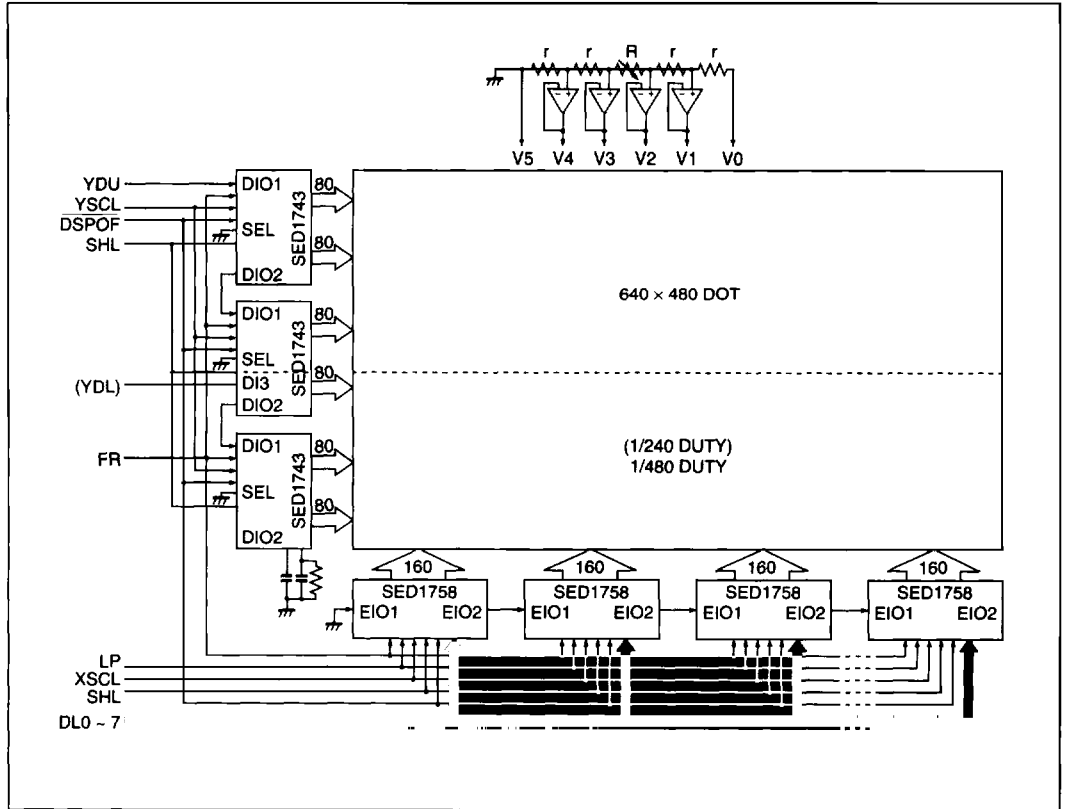 r r R r r
V5 V4 V3 V2 V1 V0
YDU
YSCL
DSPOF
SHL
DIO1
SEL
DIO2
SED1743
80
80
640 × 480 DOT
DIO1
SEL
DI3
DIO2
SED1743
80
80
(YDL)
(1/240 DUTY)
1/480 DUTY
FR
DIO1
SEL
DIO2
SED1743
80
80
160 160 160 160
SED1758 SED1758 SED1758 SED1758
EIO1 EIO2 EIO1 EIO2 EIO1 EIO2 EIO1 EIO2
LP
XSCL
SHL
DL0 ~ 7